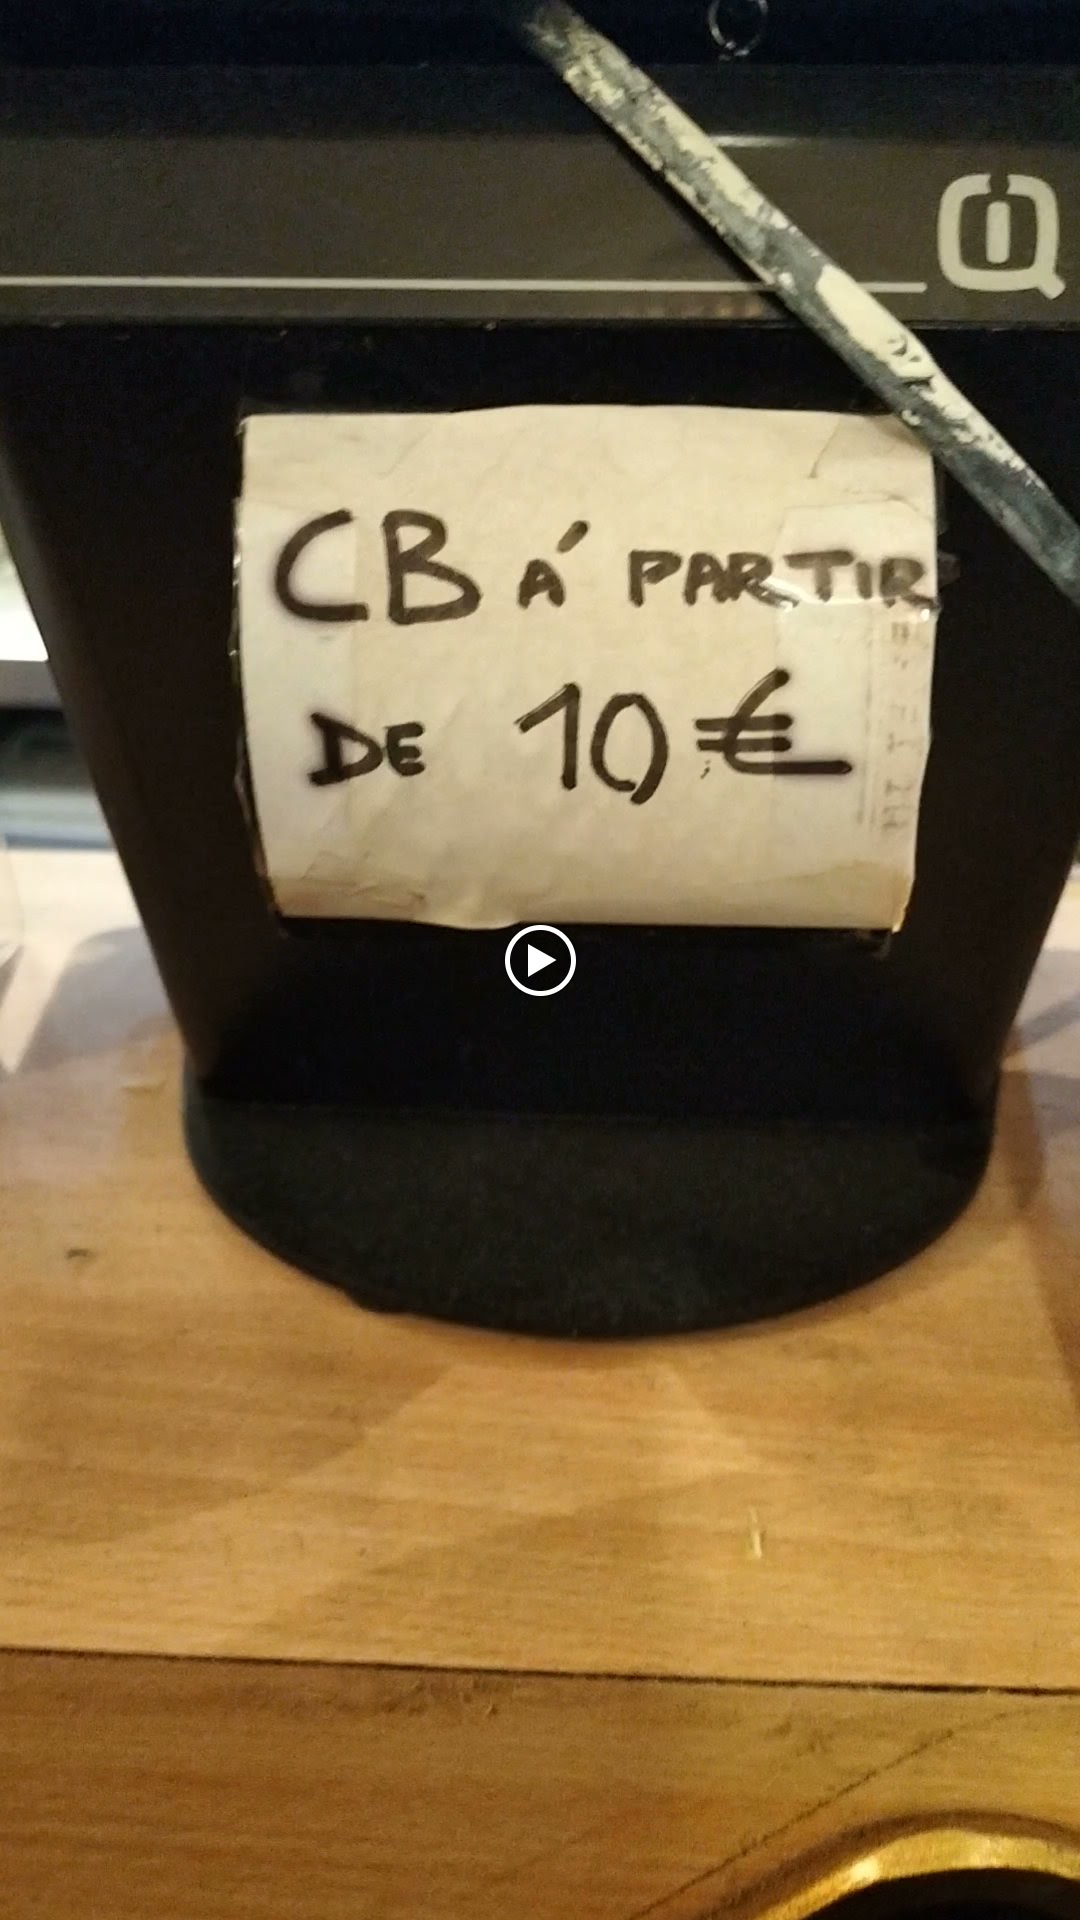 CB Á PARTIR
DE 10 €